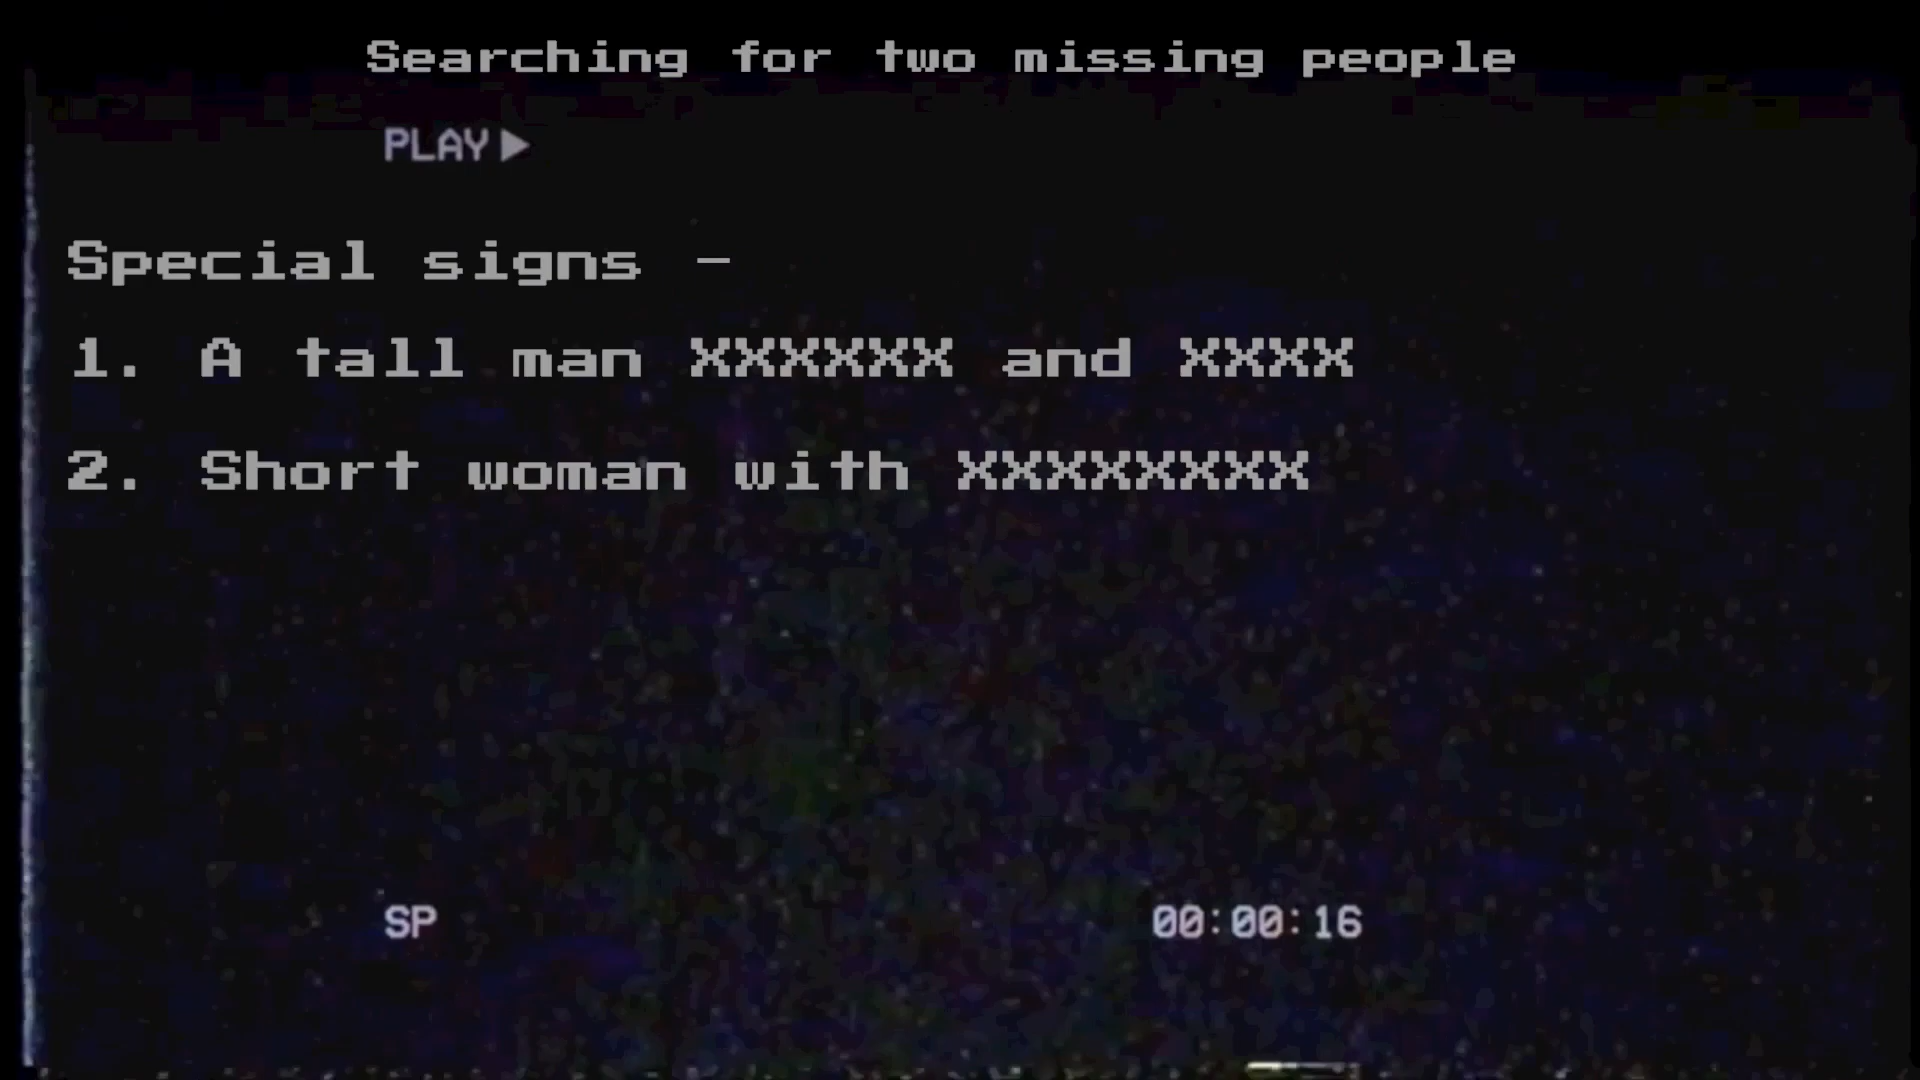 Searching for two missing people
PLAY ▶
Special signs -
1. A tall man XXXXXX and XXXX
2. Short woman with XXXXXXXX
SP 00:00:16